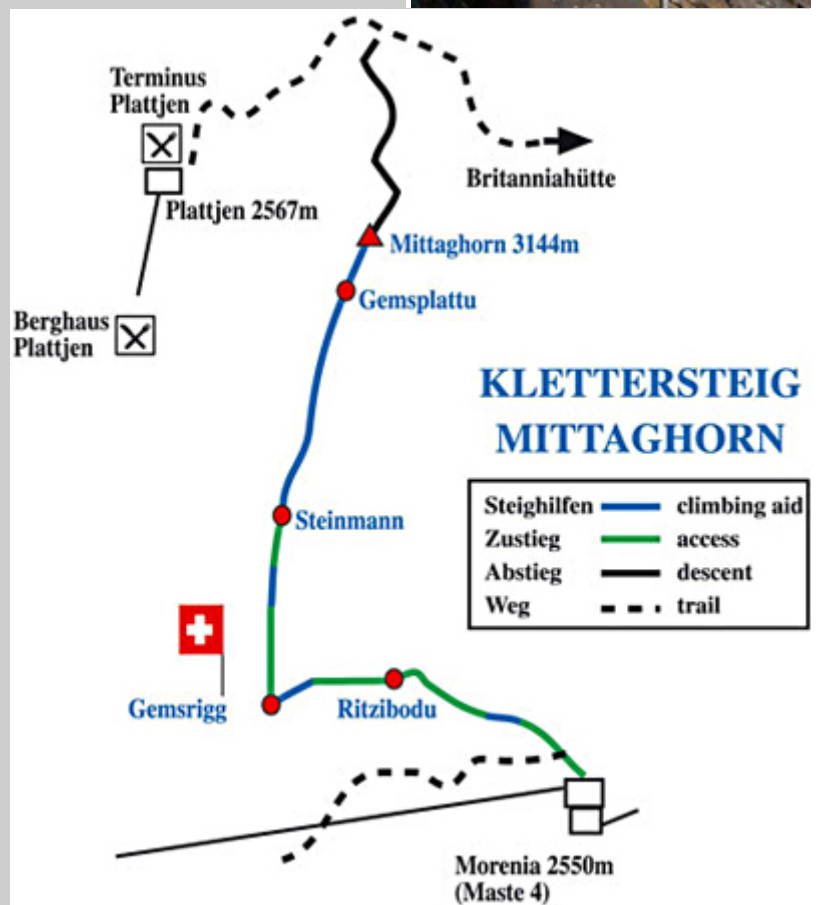 Terminus
Plattjen
Britanniahütte
Plattjen 2567m
Mittaghorn 3144m
Gemsplattu
Berghaus
Plattjen
KLETTERSTEIG
MITTAGHORN
Steighilfen climbing aid
Zustieg access
Abstieg descent
Weg trail
Steinmann
Gemsrigg
Ritzibodu
Morenia 2550m
(Maste 4)